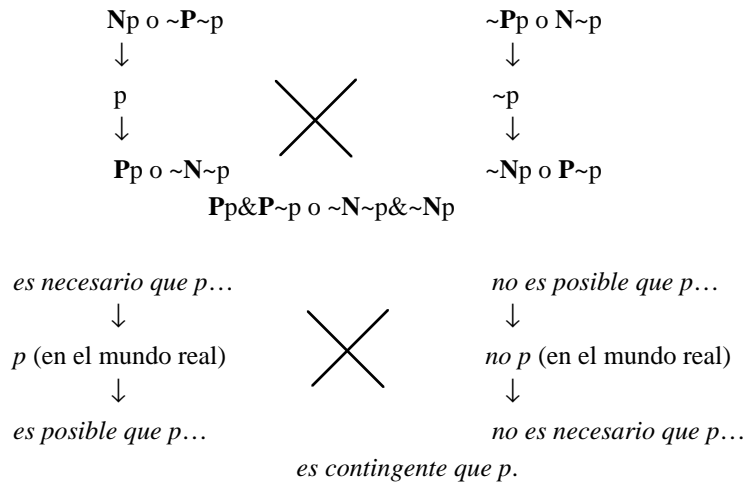 Np o ~P~p ~Pp o N~p
↓ ↓
p ~p
↓ ↓
Pp o ~N~p ~Np o P~p
Pp&P~p o ~N~p&~Np
es necesario que p… no es posible que p…
↓ ↓
p (en el mundo real) no p (en el mundo real)
↓ ↓
es posible que p… no es necesario que p…
es contingente que p.